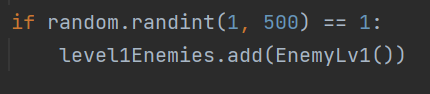 if random.randint(1, 500) == 1:
    level1Enemies.add(EnemyLv1())